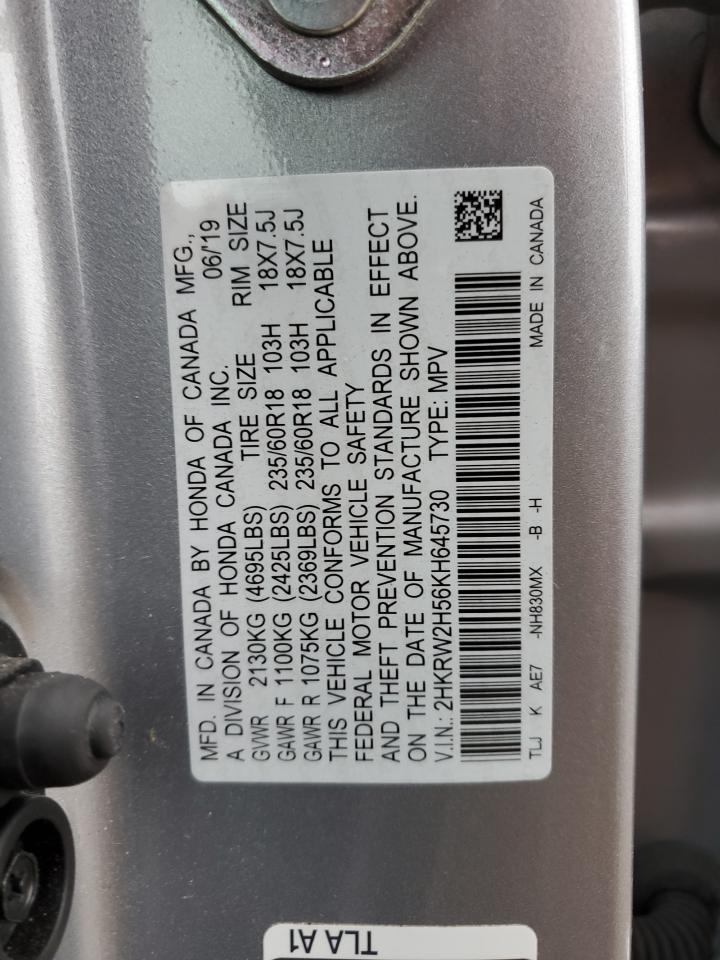 MFD. IN CANADA BY HONDA OF CANADA MFG.,
A DIVISION OF HONDA CANADA INC. 06/'19
GVWR 2130KG (4695LBS) TIRE SIZE RIM SIZE
GAWR F 1100KG (2425LBS) 235/60R18 103H 18X7.5J
GAWR R 1075KG (2369LBS) 235/60R18 103H 18X7.5J
THIS VEHICLE CONFORMS TO ALL APPLICABLE
FEDERAL MOTOR VEHICLE SAFETY
AND THEFT PREVENTION STANDARDS IN EFFECT
ON THE DATE OF MANUFACTURE SHOWN ABOVE.
V.I.N.: 2HKRW2H56KH645730 TYPE: MPV
TLJ K AE7 -NH830MX -B -H MADE IN CANADA
TLA A1